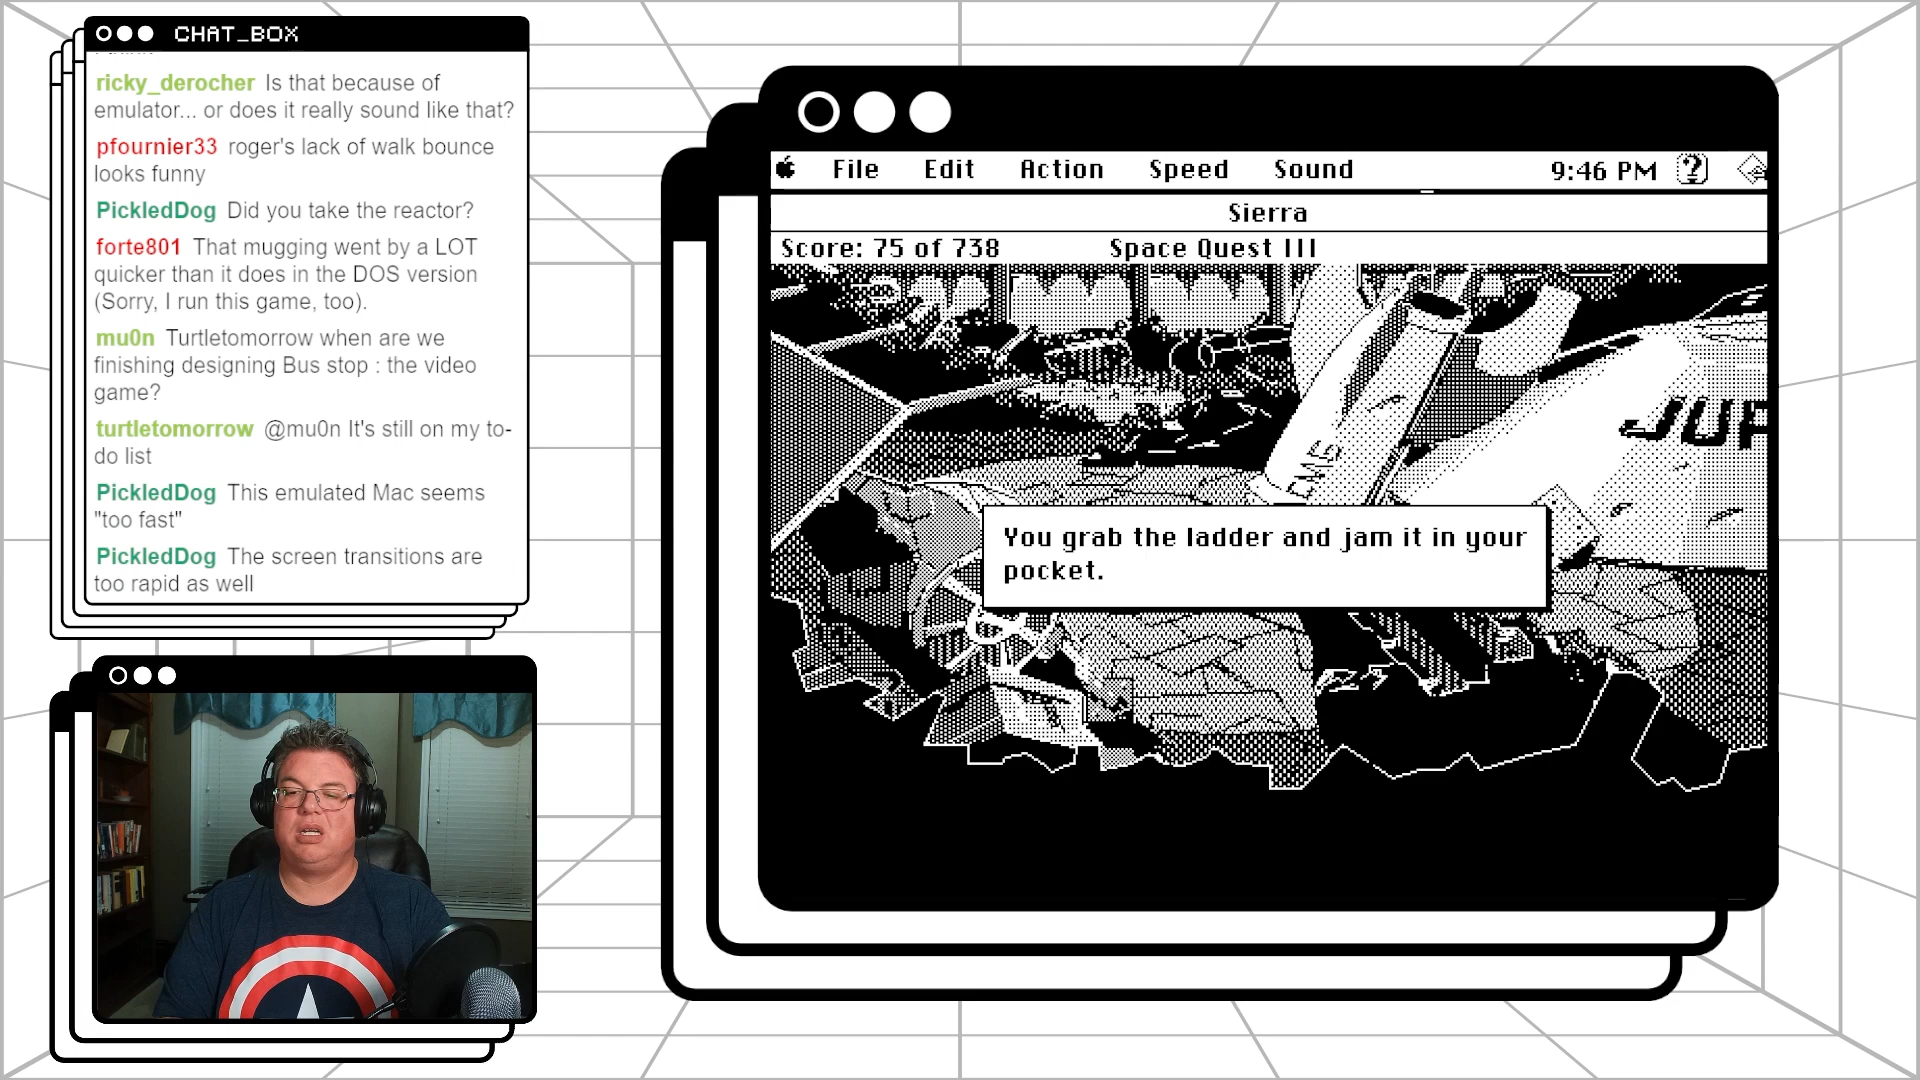 CHAT_BOX
ricky_derocher Is that because of
emulator... or does it really sound like that?
pfournier33 roger's lack of walk bounce
looks funny
PickledDog Did you take the reactor?
forte801 That mugging went by a LOT
quicker than it does in the DOS version
(Sorry, I run this game, too).
mu0n Turtletomorrow when are we
finishing designing Bus stop : the video
game?
turtletomorrow @mu0n It's still on my to-
do list
PickledDog This emulated Mac seems
"too fast"
PickledDog The screen transitions are
too rapid as well
File Edit Action Speed Sound 9:46 PM
Sierra
Score: 75 of 738 Space Quest III
JUP
You grab the ladder and jam it in your
pocket.